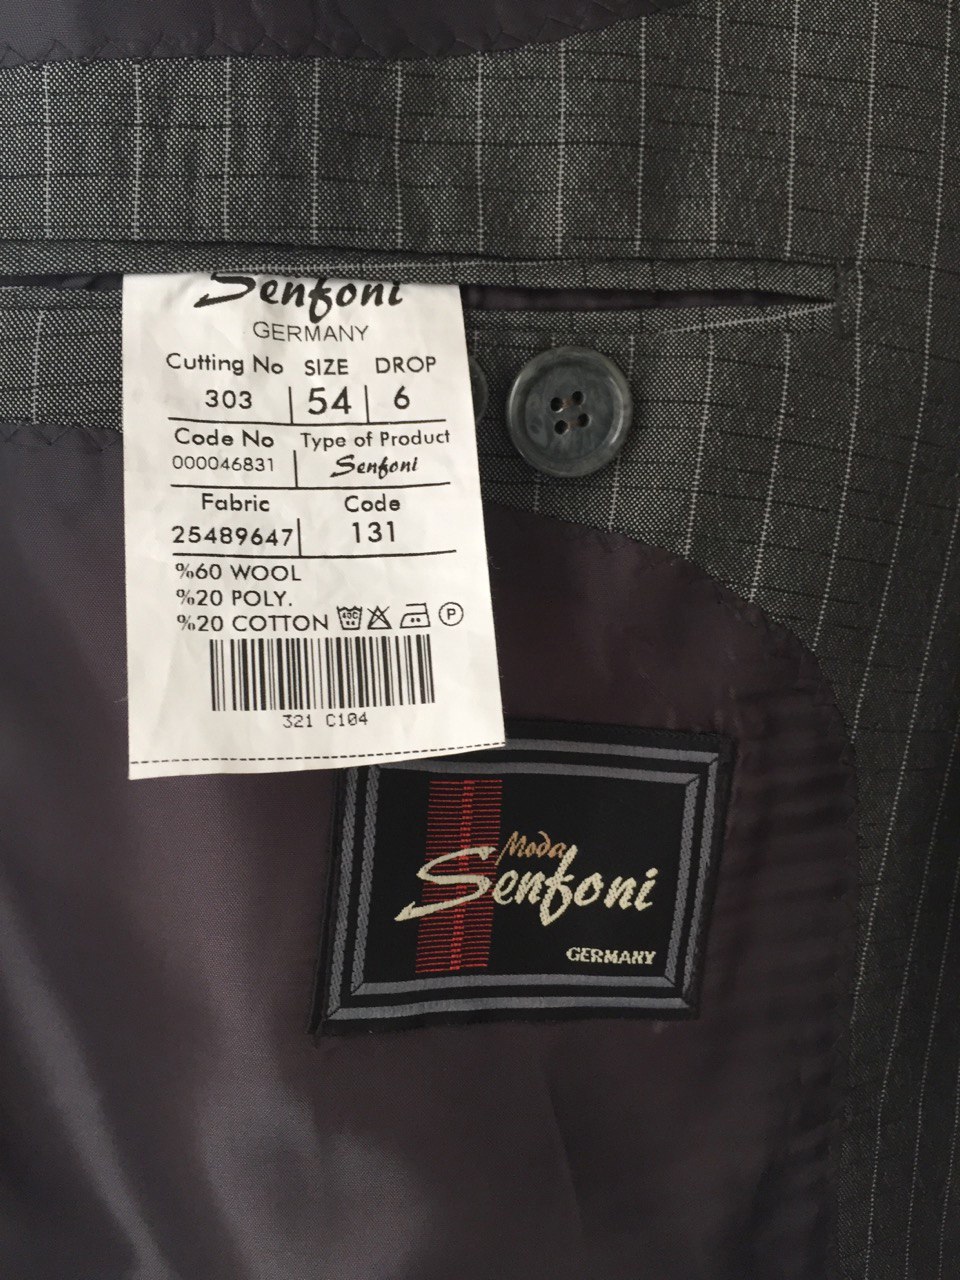 Senfoni
GERMANY
Cutting No SIZE DROP
303 54 6
Code No Type of Product
000046831 Senfoni
Fabric Code
25489647 131
%60 WOOL
%20 POLY.
%20 COTTON P
321 C104
Moda
Senfoni
GERMANY